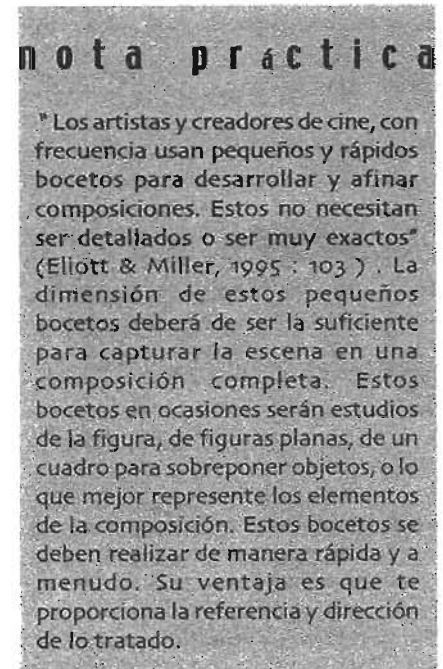 nota práctica
" Los artistas y creadores de cine, con
frecuencia usan pequeños y rápidos
bocetos para desarrollar y afinar
composiciones. Estos no necesitan
ser detallados o ser muy exactos"
(Eliott & Miller, 1995 : 103 ) . La
dimensión de estos pequeños
bocetos deberá de ser la suficiente
para capturar la escena en una
composición completa. Estos
bocetos en ocasiones serán estudios
de la figura, de figuras planas, de un
cuadro para sobreponer objetos, o lo
que mejor represente los elementos
de la composición. Estos bocetos se
deben realizar de manera rápida y a
menudo. Su ventaja es que te
proporciona la referencia y dirección
de lo tratado.